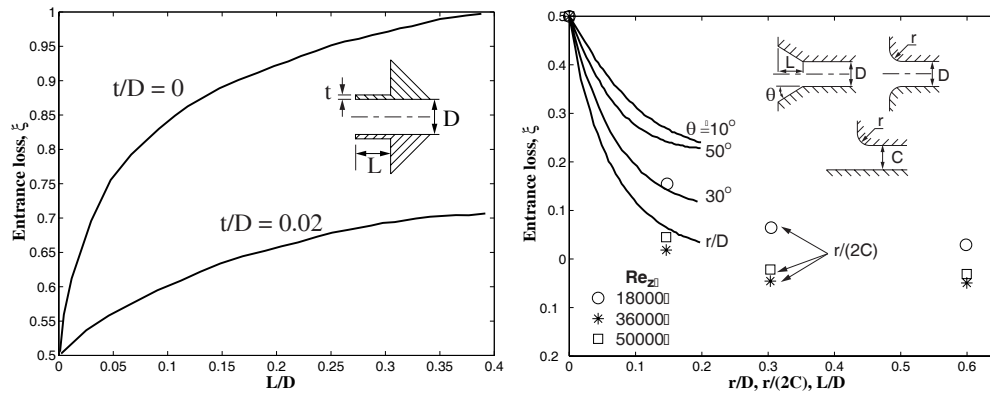 1
0.95
0.9
0.85
0.8
0.75
0.7
0.65
0.6
0.55
0.5
Entrance loss, ξ
0
0.05
0.1
0.15
0.2
0.25
0.3
0.35
0.4
L/D
t/D = 0
t/D = 0.02
t
D
L
0.5
0.4
0.3
0.2
0.1
0
0.1
0.2
Entrance loss, ξ
0
0.1
0.2
0.3
0.4
0.5
0.6
r/D, r/(2C), L/D
θ =▯10°
50°
30°
r/D
r/(2C)
Re_z▯
18000▯
36000▯
50000▯
L
D
θ
r
D
r
C